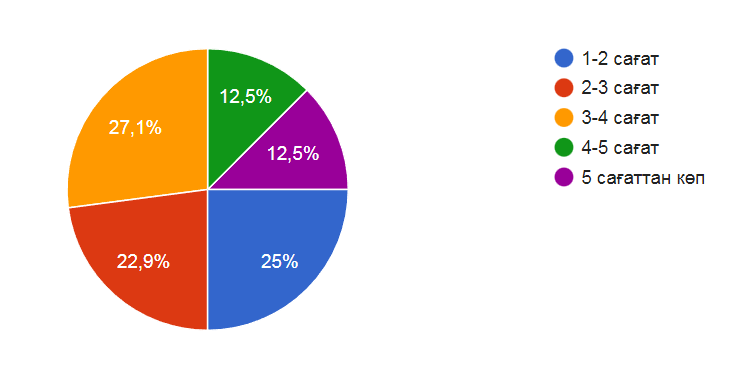 12,5%
27,1%
12,5%
22,9%
25%
1-2 сағат
2-3 сағат
3-4 сағат
4-5 сағат
5 сағаттан көп